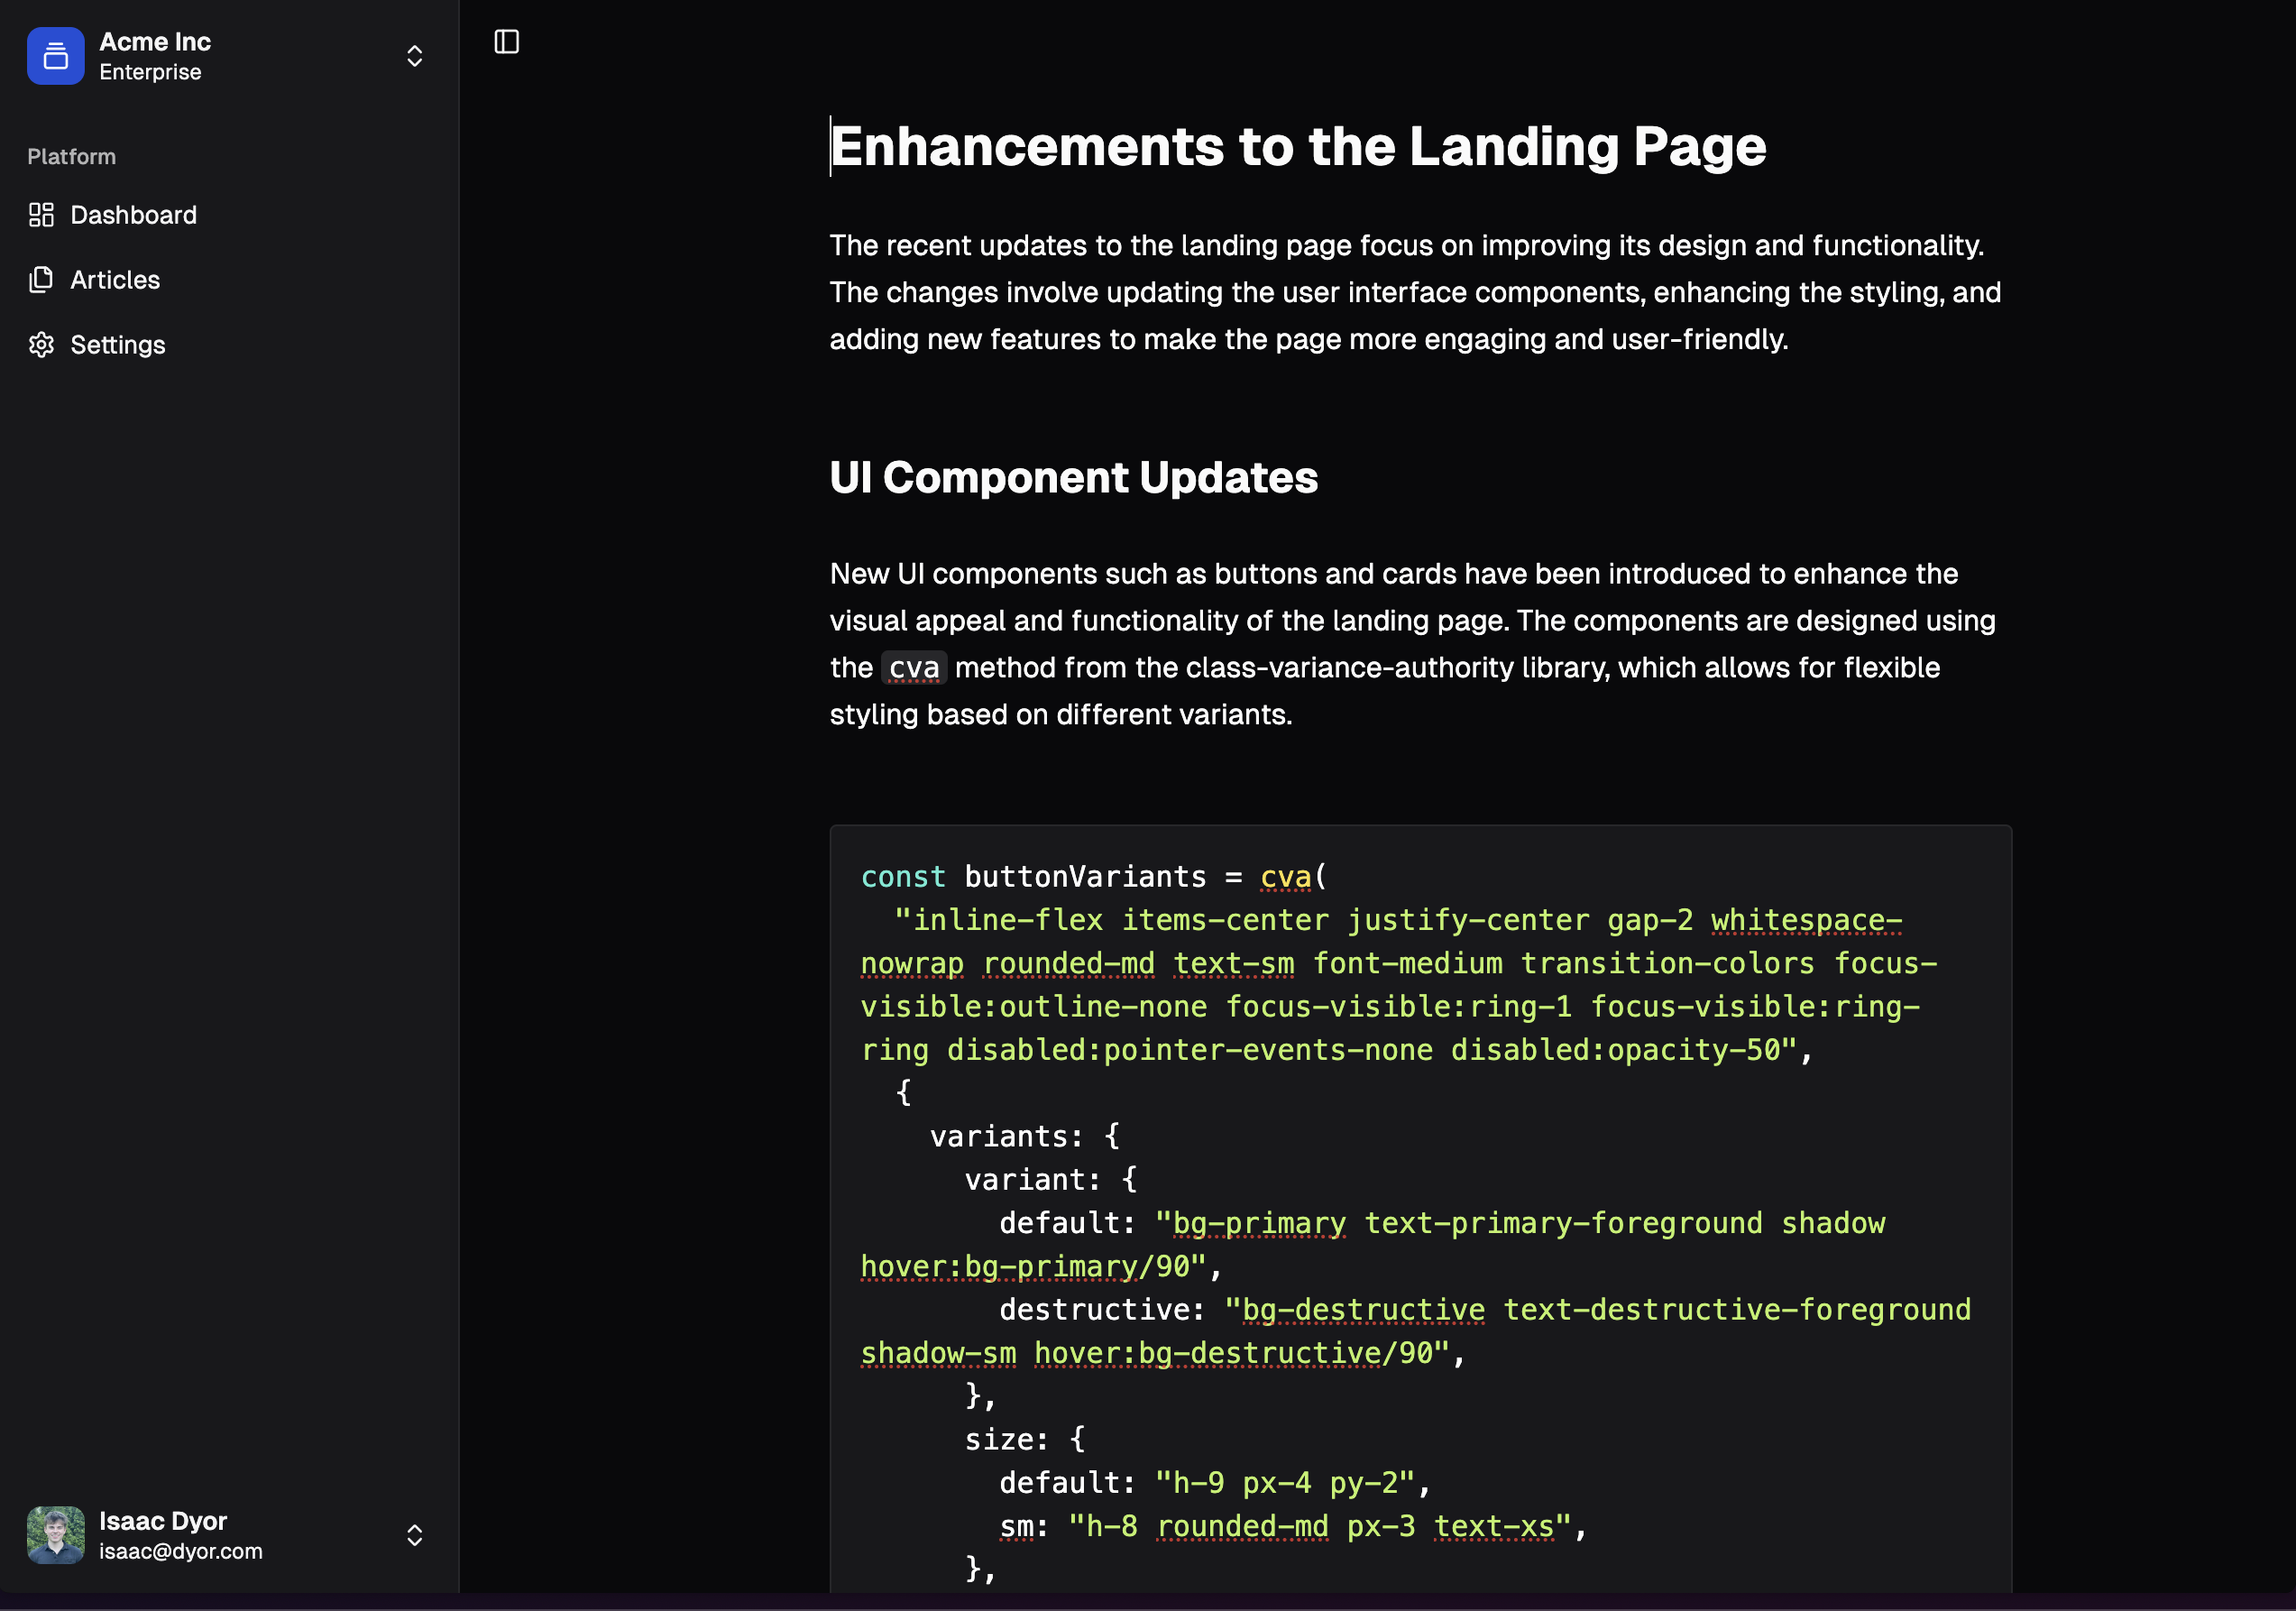 Acme Inc
Enterprise
Platform
Dashboard
Articles
Settings
Isaac Dyor
isaac@dyor.com
Enhancements to the Landing Page
The recent updates to the landing page focus on improving its design and functionality.
The changes involve updating the user interface components, enhancing the styling, and
adding new features to make the page more engaging and user-friendly.
UI Component Updates
New UI components such as buttons and cards have been introduced to enhance the
visual appeal and functionality of the landing page. The components are designed using
the cva method from the class-variance-authority library, which allows for flexible
styling based on different variants.
const buttonVariants = cva(
  "inline-flex items-center justify-center gap-2 whitespace-
nowrap rounded-md text-sm font-medium transition-colors focus-
visible:outline-none focus-visible:ring-1 focus-visible:ring-
ring disabled:pointer-events-none disabled:opacity-50",
  {
    variants: {
      variant: {
        default: "bg-primary text-primary-foreground shadow
hover:bg-primary/90",
        destructive: "bg-destructive text-destructive-foreground
shadow-sm hover:bg-destructive/90",
      },
      size: {
        default: "h-9 px-4 py-2",
        sm: "h-8 rounded-md px-3 text-xs",
      },